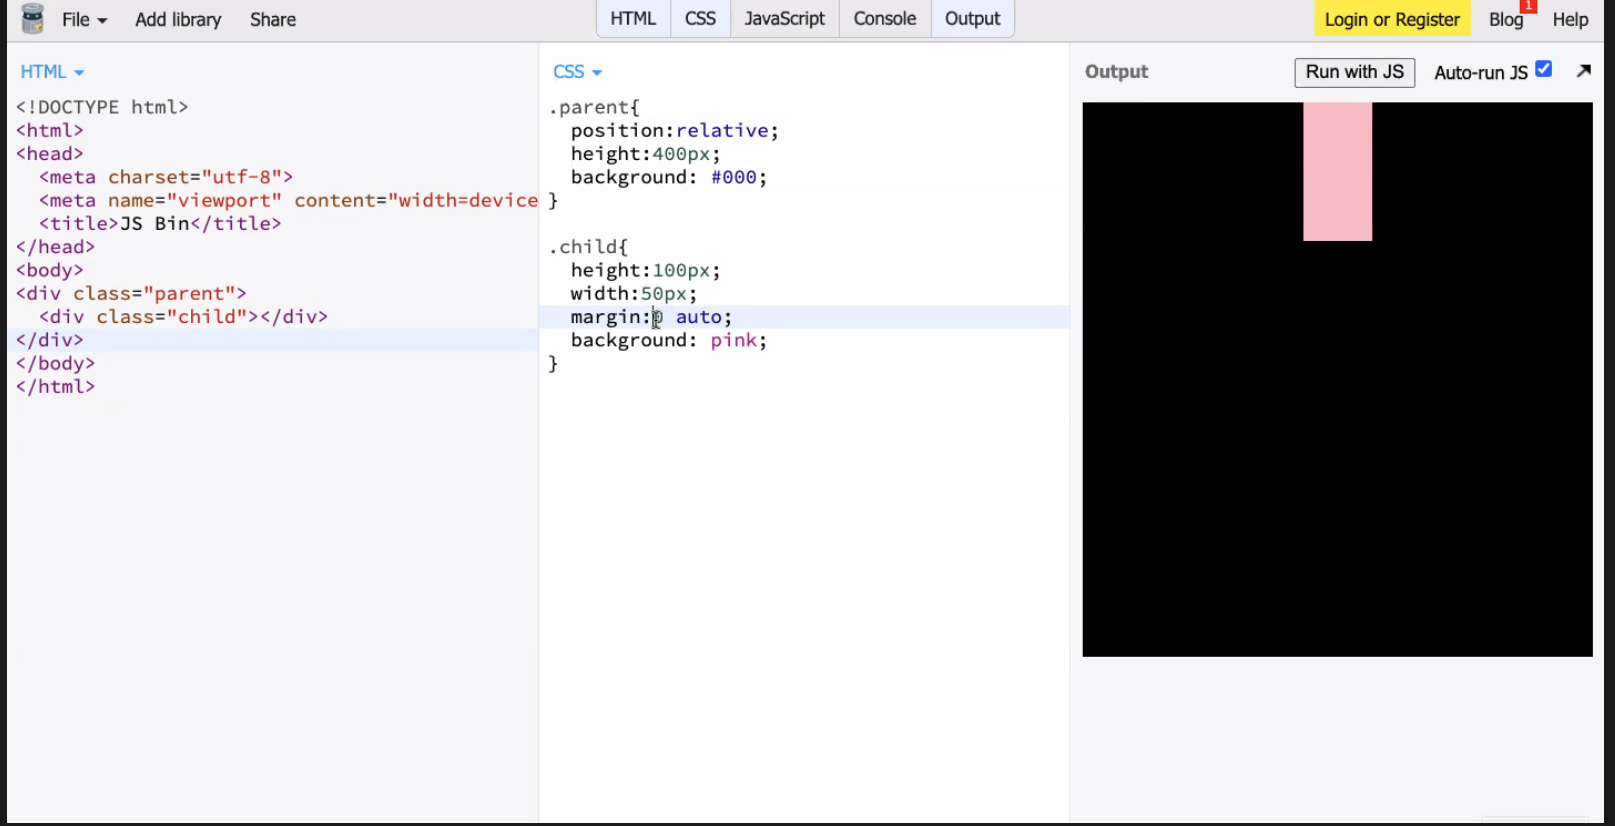 File Add library Share HTML CSS JavaScript Console Output Login or Register Blog 1 Help
HTML
<!DOCTYPE html>
<html>
<head>
<meta charset="utf-8">
<meta name="viewport" content="width=device
<title>JS Bin</title>
</head>
<body>
<div class="parent">
<div class="child"></div>
</div>
</body>
</html>
CSS
.parent{
position:relative;
height:400px;
background: #000;
}
.child{
height:100px;
width:50px;
margin:0 auto;
background: pink;
}
Output Run with JS Auto-run JS